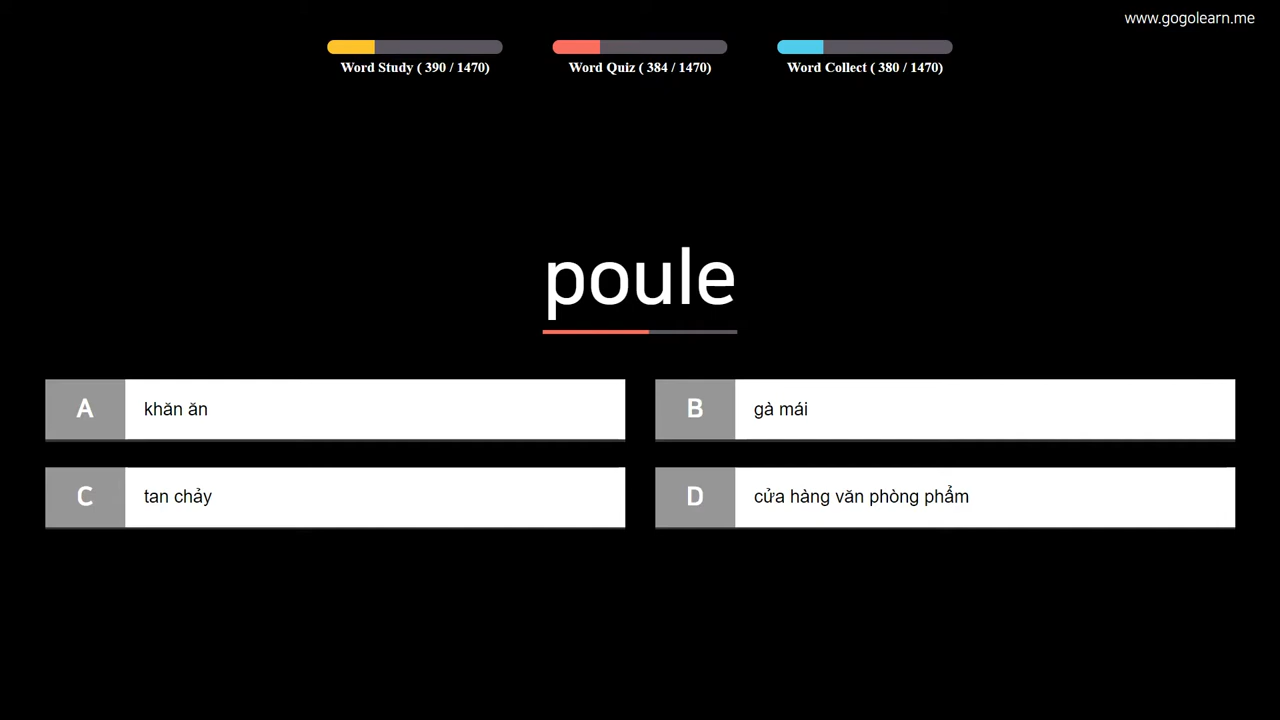 www.gogolearn.me
Word Study ( 390 / 1470)
Word Quiz ( 384 / 1470)
Word Collect ( 380 / 1470)
poule
A khăn ăn
B gà mái
C tan chảy
D cửa hàng văn phòng phẩm